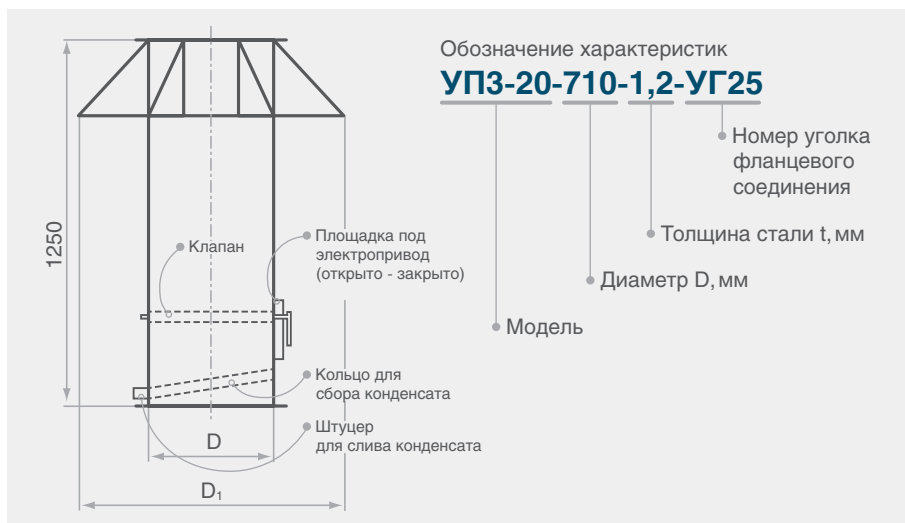 Обозначение характеристик
УП3-20-710-1,2-УГ25
Номер уголка
фланцевого
соединения
Толщина стали t, мм
Диаметр D, мм
Модель
1250
Клапан
Площадка под
электропривод
(открыто - закрыто)
Кольцо для
сбора конденсата
Штуцер
для слива конденсата
D
D₁